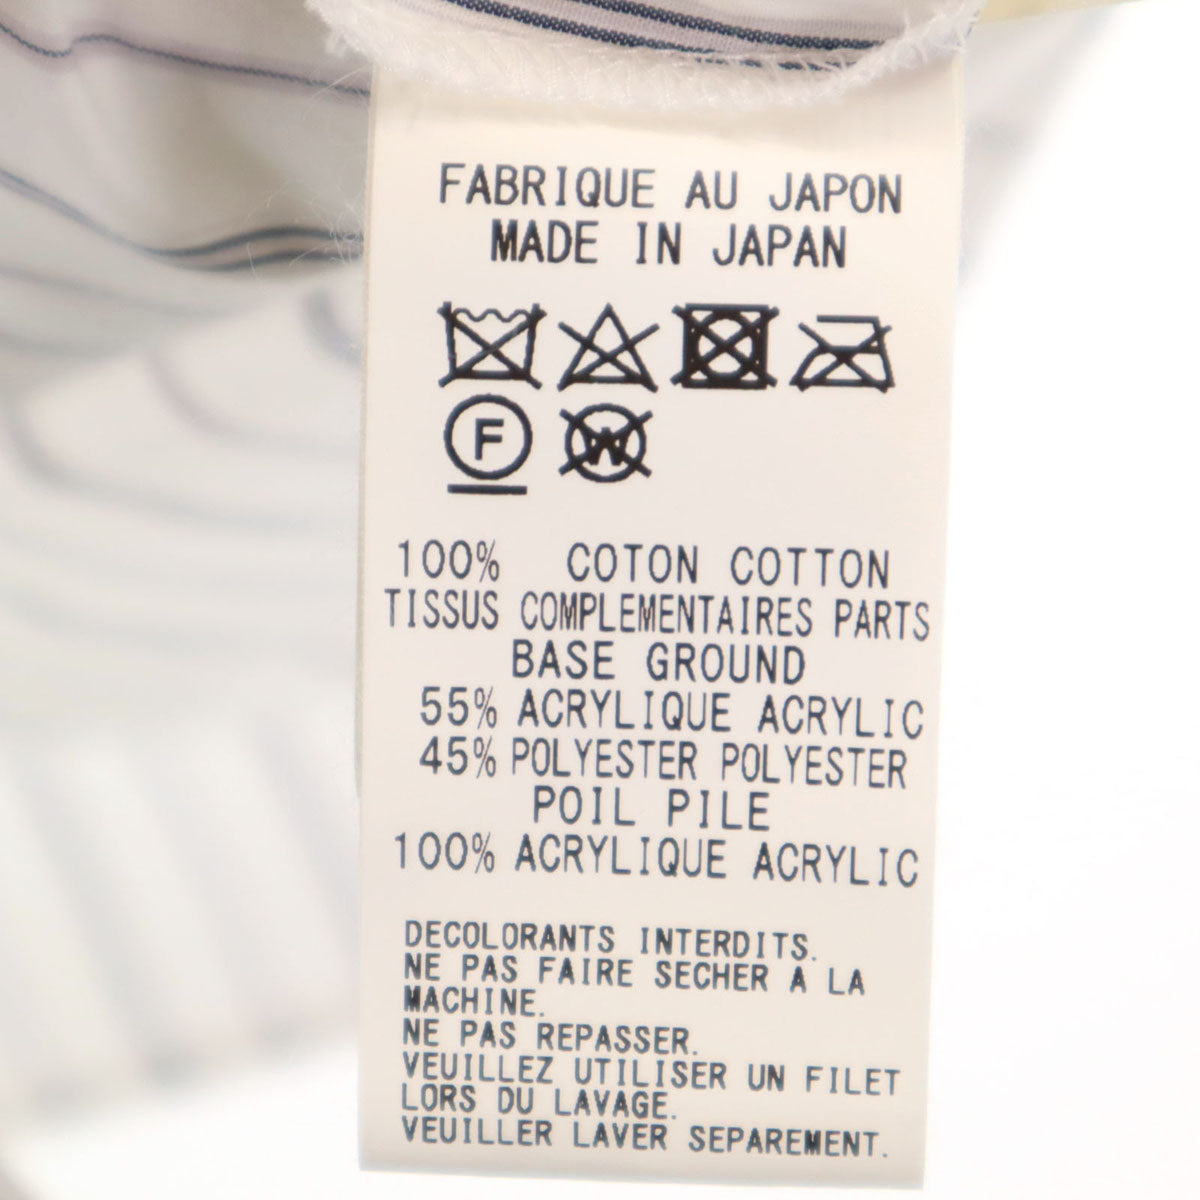 FABRIQUE AU JAPON
MADE IN JAPAN
F W
100% COTON COTTON
TISSUS COMPLEMENTAIRES PARTS
BASE GROUND
55% ACRYLIQUE ACRYLIC
45% POLYESTER POLYESTER
POIL PILE
100% ACRYLIQUE ACRYLIC
DECOLORANTS INTERDITS.
NE PAS FAIRE SECHER A LA
MACHINE.
NE PAS REPASSER.
VEUILLEZ UTILISER UN FILET
LORS DU LAVAGE.
VEUILLER LAVER SEPAREMENT.